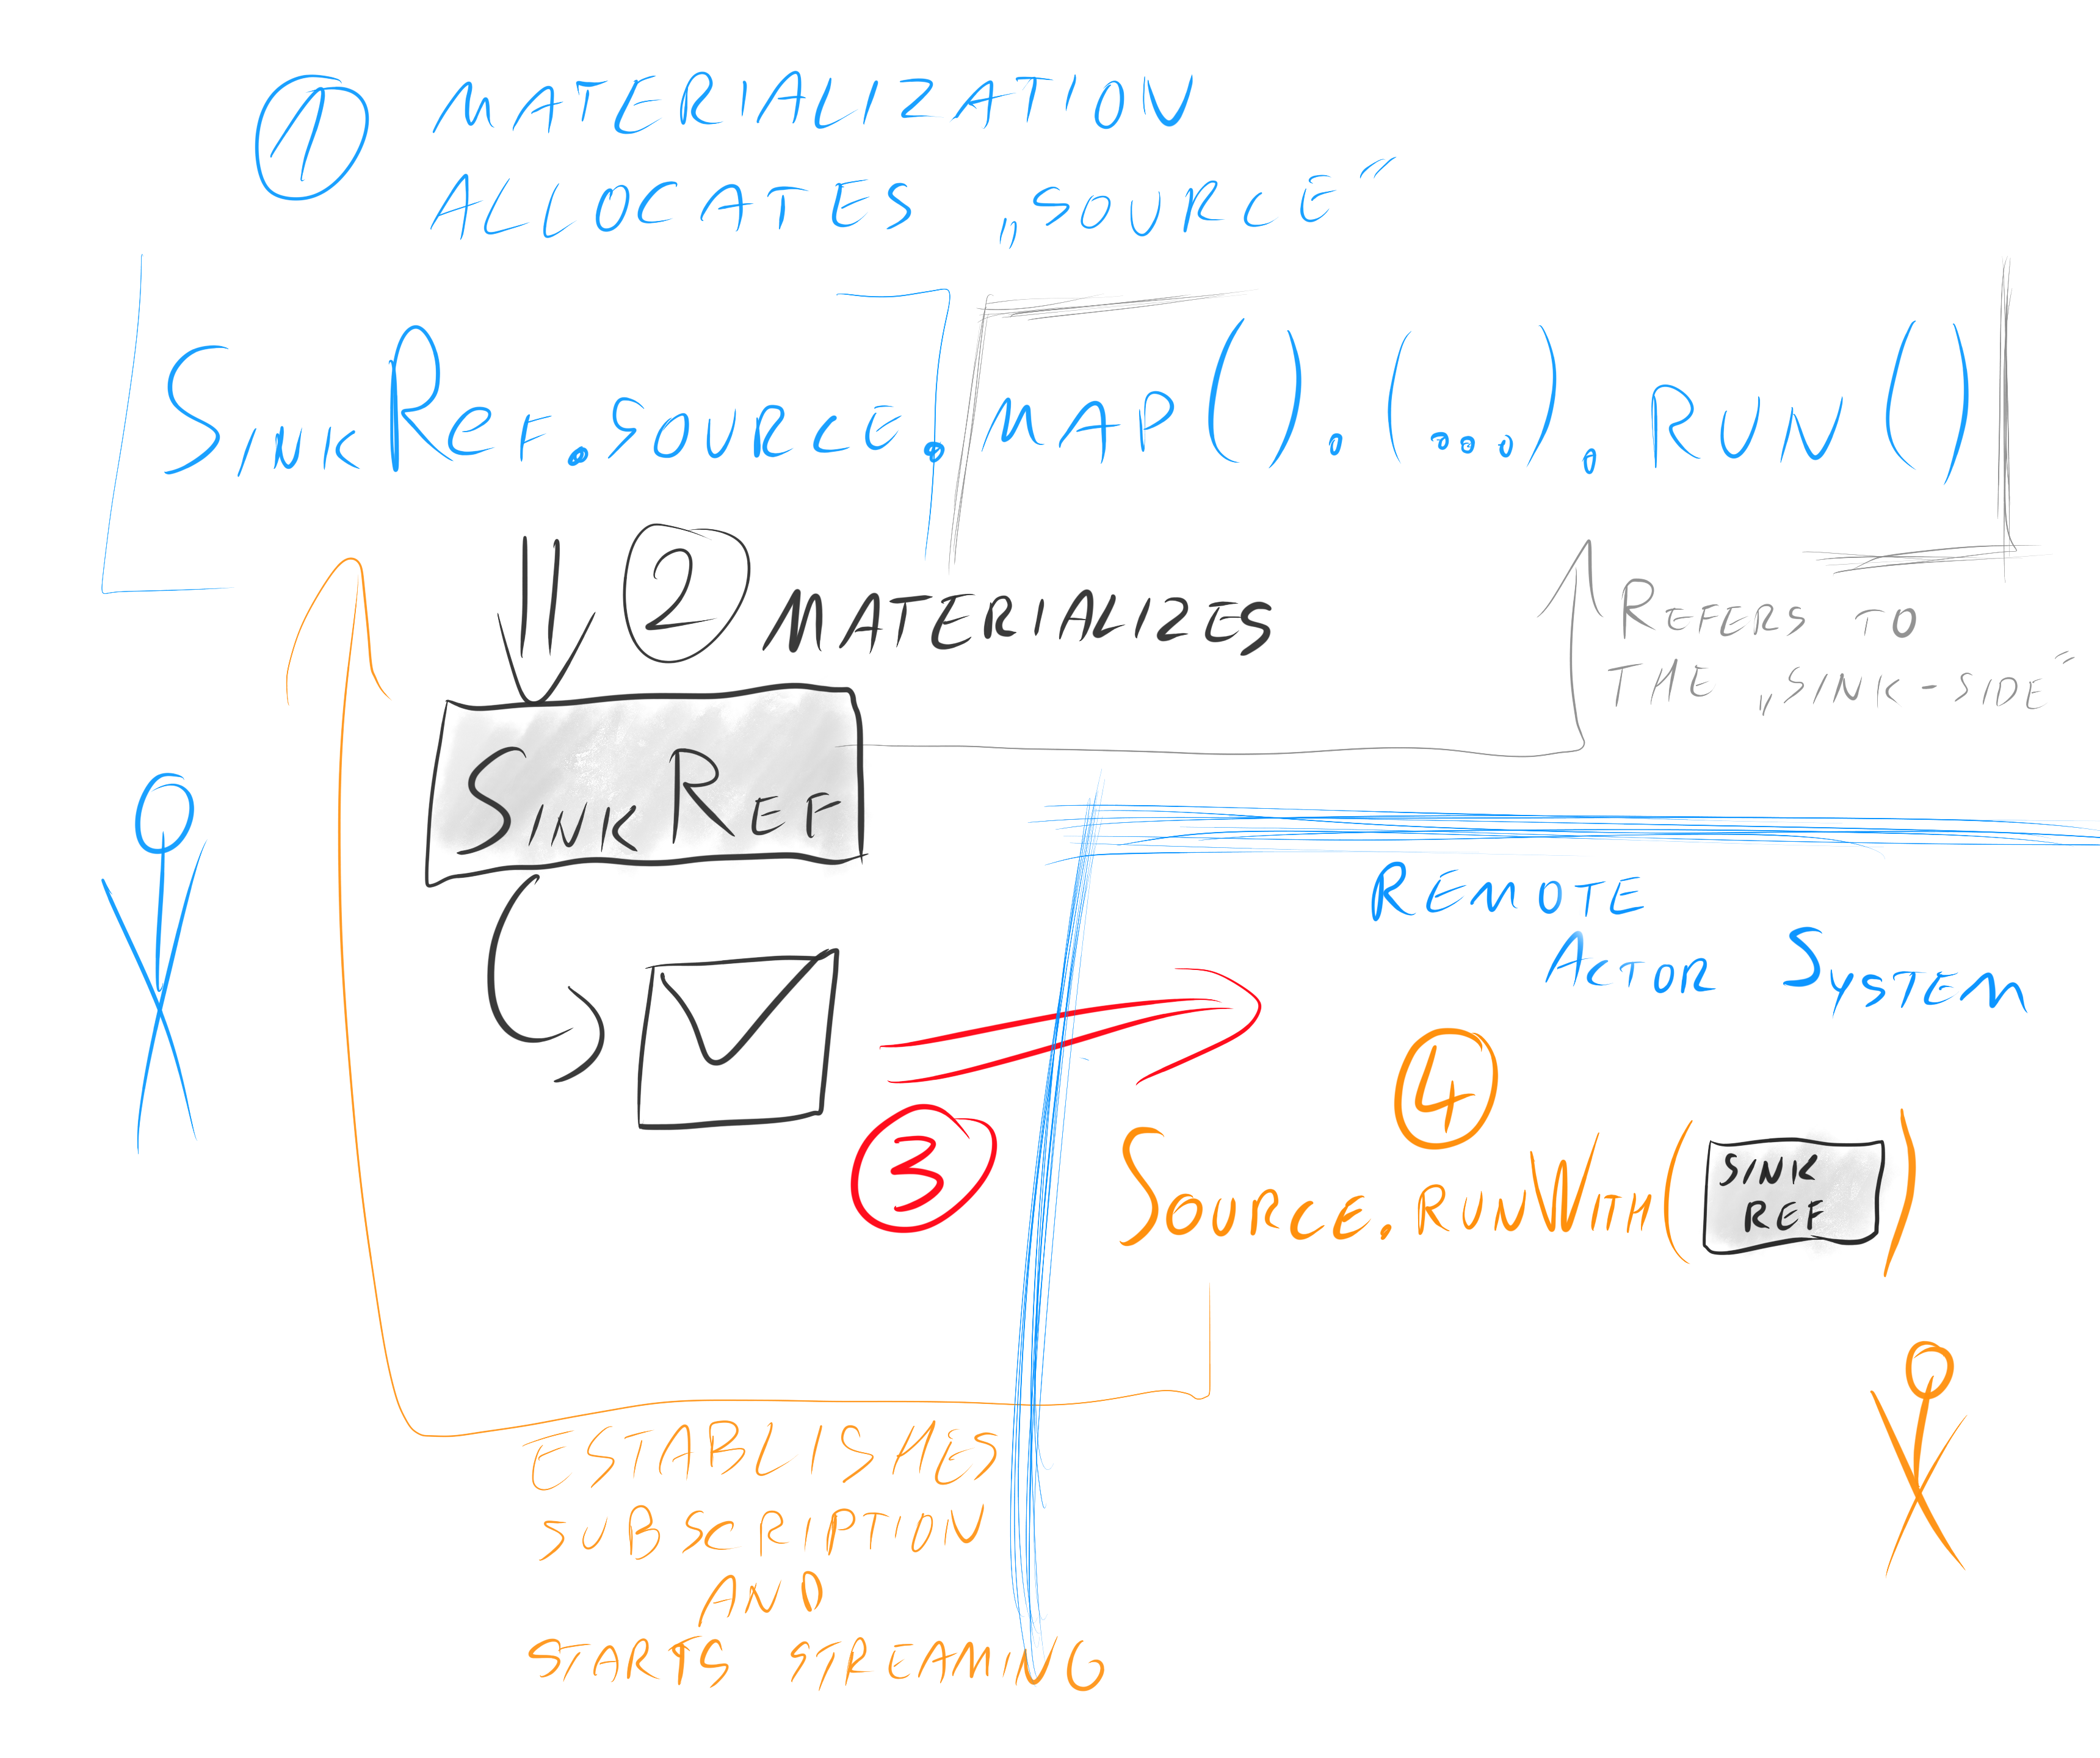 1 MATERIALIZATION
ALLOCATES „SOURCE“
SINKREF.SOURCE.MAP().(...).RUN()
2 MATERIALIZES
REFERS TO
THE „SINK-SIDE“
SINKREF
REMOTE
ACTOR SYSTEM
3
4
SOURCE.RUNWITH(SINK
REF)
ESTABLISHES
SUBSCRIPTION
AND
STARTS STREAMING